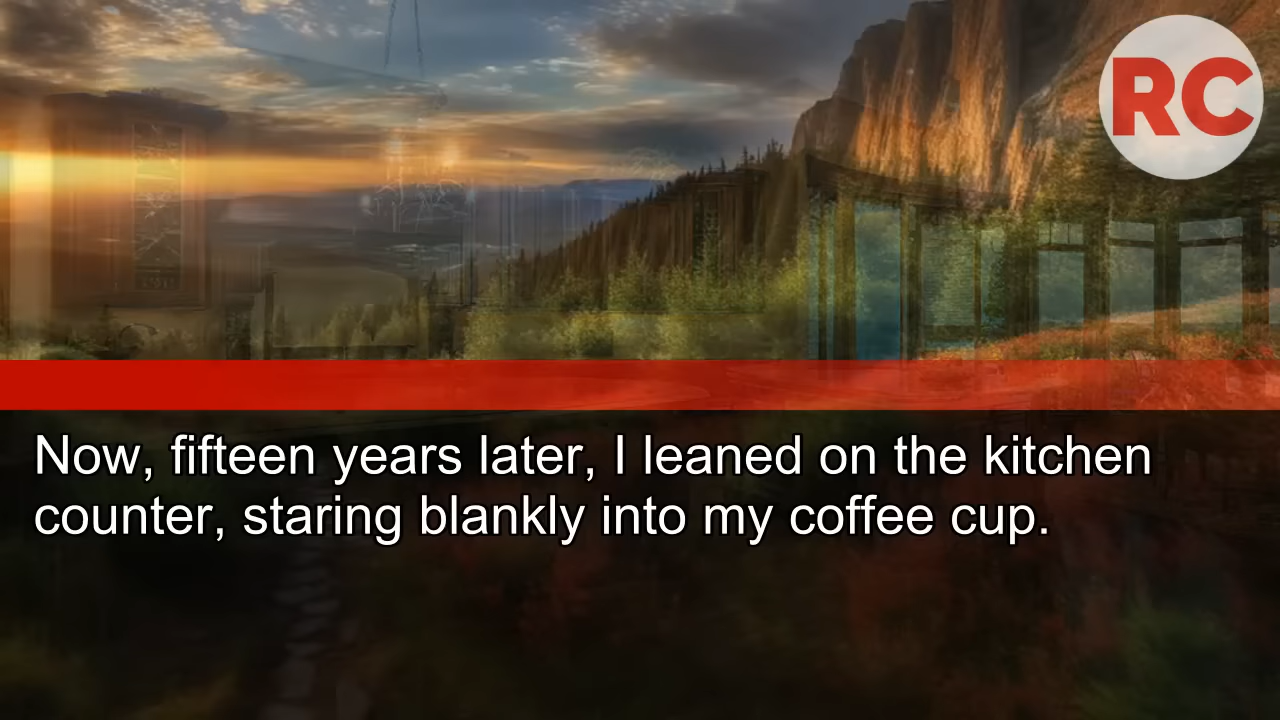 RC
Now, fifteen years later, I leaned on the kitchen
counter, staring blankly into my coffee cup.